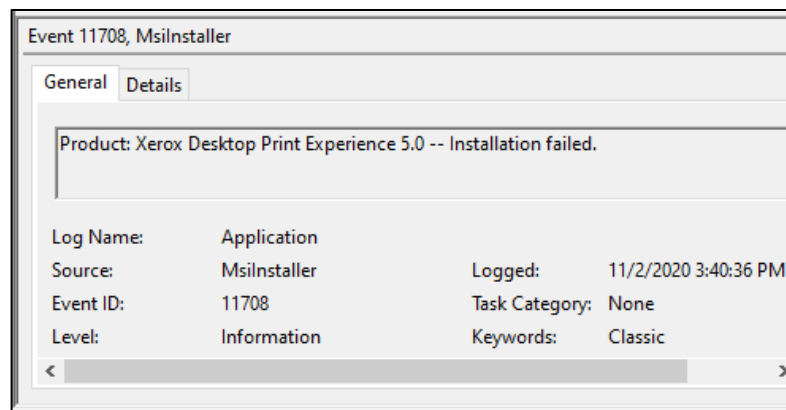 Event 11708, MsiInstaller
General Details
Product: Xerox Desktop Print Experience 5.0 -- Installation failed.
Log Name: Application
Source: MsiInstaller Logged: 11/2/2020 3:40:36 PM
Event ID: 11708 Task Category: None
Level: Information Keywords: Classic